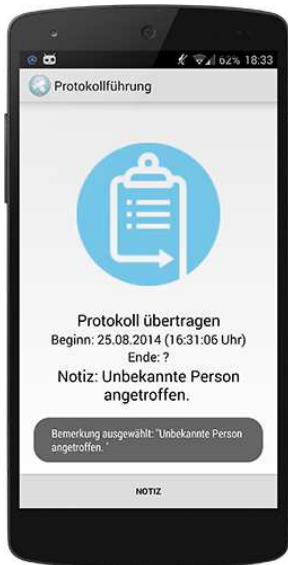 62% 18:33
Protokollführung
Protokoll übertragen
Beginn: 25.08.2014 (16:31:06 Uhr)
Ende: ?
Notiz: Unbekannte Person
angetroffen.
Bemerkung ausgewählt: "Unbekannte Person
angetroffen. "
NOTIZ